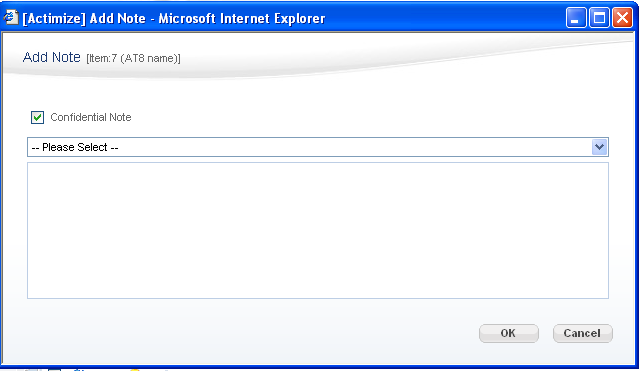 [Actimize] Add Note - Microsoft Internet Explorer
Add Note [Item:7 (AT8 name)]
Confidential Note
-- Please Select --
OK Cancel